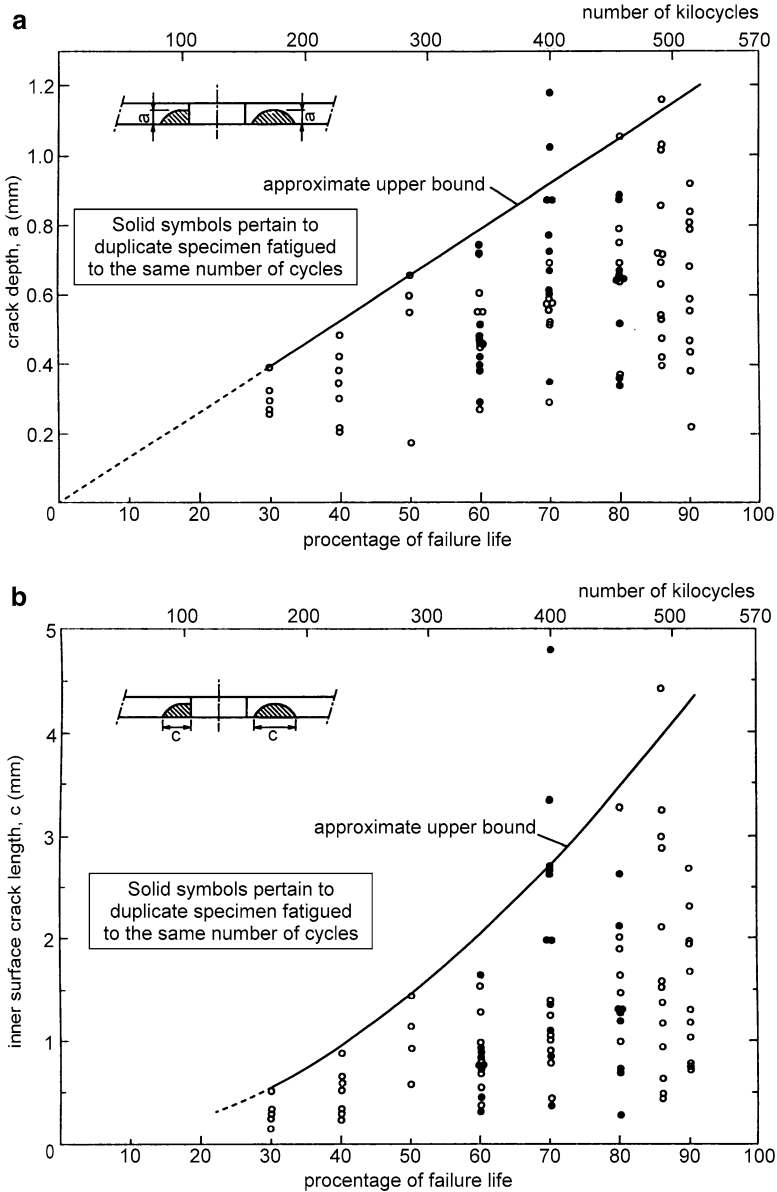 a
number of kilocycles
100 200 300 400 500 570
1.2
1.0
0.8
0.6
0.4
0.2
0
crack depth, a (mm)
a
a
approximate upper bound
Solid symbols pertain to
duplicate specimen fatigued
to the same number of cycles
10 20 30 40 50 60 70 80 90 100
procentage of failure life
b
number of kilocycles
100 200 300 400 500 570
5
4
3
2
1
0
inner surface crack length, c (mm)
c
c
approximate upper bound
Solid symbols pertain to
duplicate specimen fatigued
to the same number of cycles
10 20 30 40 50 60 70 80 90 100
percentage of failure life